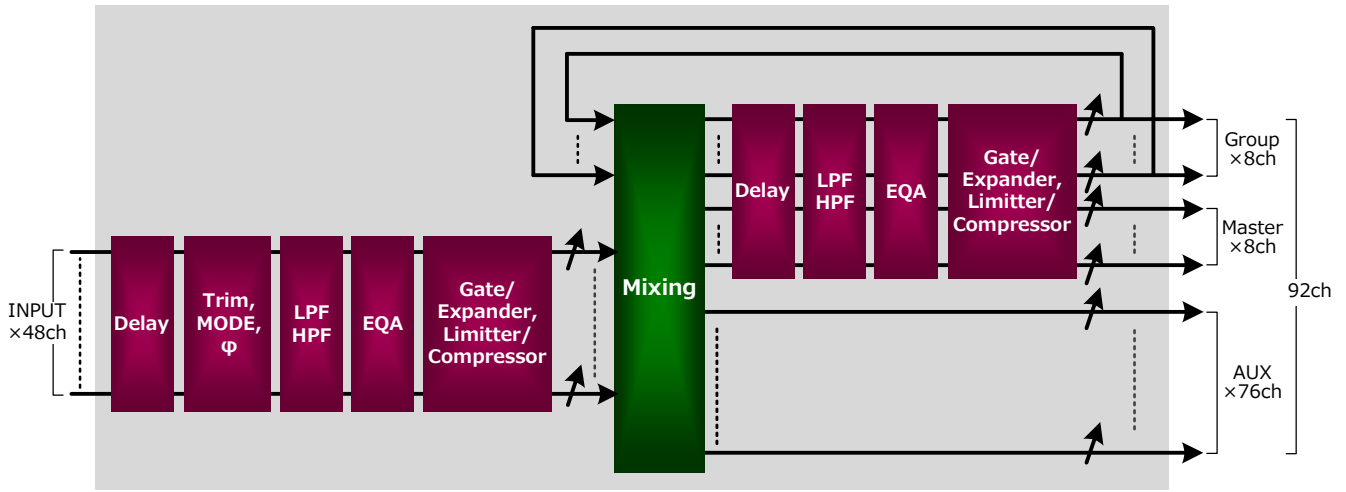 INPUT
×48ch
Delay
Trim,
MODE,
φ
LPF
HPF
EQA
Gate/
Expander,
Limitter/
Compressor
Mixing
Delay
LPF
HPF
EQA
Gate/
Expander,
Limitter/
Compressor
Group
×8ch
Master
×8ch
AUX
×76ch
92ch